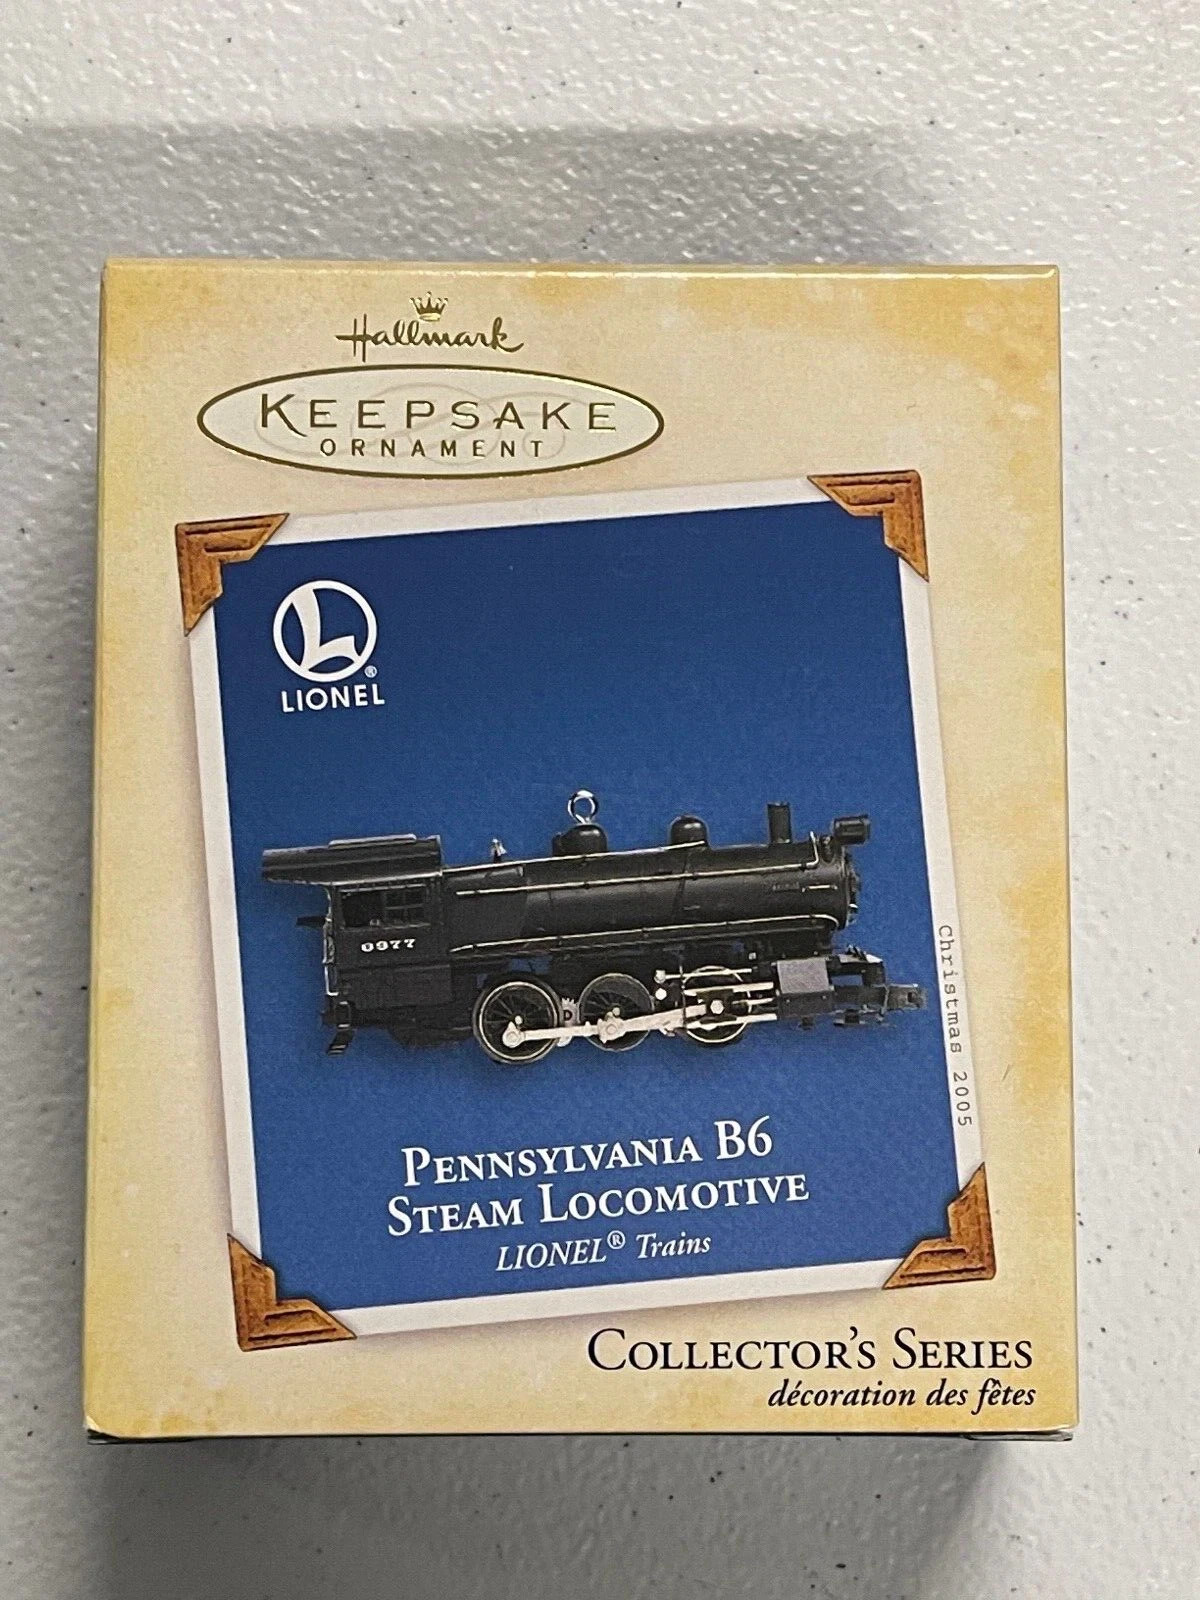 Hallmark
KEEPSAKE
ORNAMENT
L®
LIONEL
0977
D
Christmas 2005
PENNSYLVANIA B6
STEAM LOCOMOTIVE
LIONEL® Trains
COLLECTOR'S SERIES
décoration des fêtes